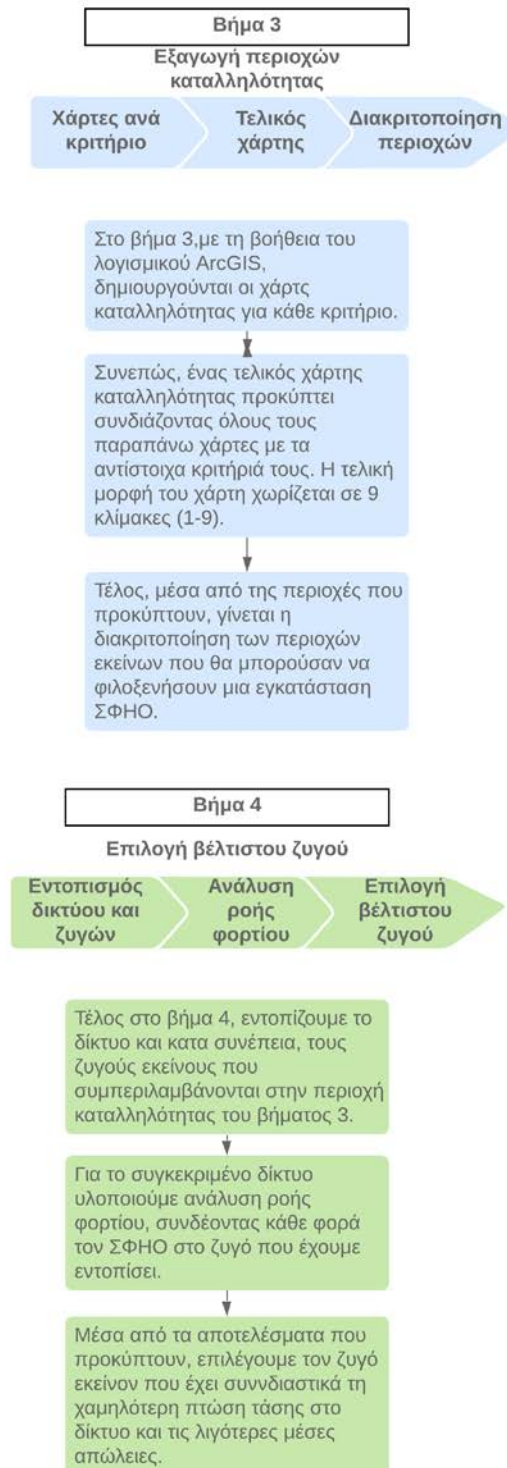 Βήμα 3
Εξαγωγή περιοχών
καταλληλότητας
Χάρτες ανά
κριτήριο
Τελικός
χάρτης
Διακριτοποίηση
περιοχών
Στο βήμα 3,με τη βοήθεια του
λογισμικού ArcGIS,
δημιουργούνται οι χάρτς
καταλληλότητας για κάθε κριτήριο.
Συνεπώς, ένας τελικός χάρτης
καταλληλότητας προκύπτει
συνδιάζοντας όλους τους
παραπάνω χάρτες με τα
αντίστοιχα κριτήριά τους. Η τελική
μορφή του χάρτη χωρίζεται σε 9
κλίμακες (1-9).
Τέλος, μέσα από της περιοχές που
προκύπτουν, γίνεται η
διακριτοποίηση των περιοχών
εκείνων που θα μπορούσαν να
φιλοξενήσουν μια εγκατάσταση
ΣΦΗΟ.
Βήμα 4
Επιλογή βέλτιστου ζυγού
Εντοπισμός
δικτύου και
ζυγών
Ανάλυση
ροής
φορτίου
Επιλογή
βέλτιστου
ζυγού
Τέλος στο βήμα 4, εντοπίζουμε το
δίκτυο και κατα συνέπεια, τους
ζυγούς εκείνους που
συμπεριλαμβάνονται στην περιοχή
καταλληλότητας του βήματος 3.
Για το συγκεκριμένο δίκτυο
υλοποιούμε ανάλυση ροής
φορτίου, συνδέοντας κάθε φορά
τον ΣΦΗΟ στο ζυγό που έχουμε
εντοπίσει.
Μέσα από τα αποτελέσματα που
προκύπτουν, επιλέγουμε τον ζυγό
εκείνον που έχει συννδιαστικά τη
χαμηλότερη πτώση τάσης στο
δίκτυο και τις λιγότερες μέσες
απώλειες.